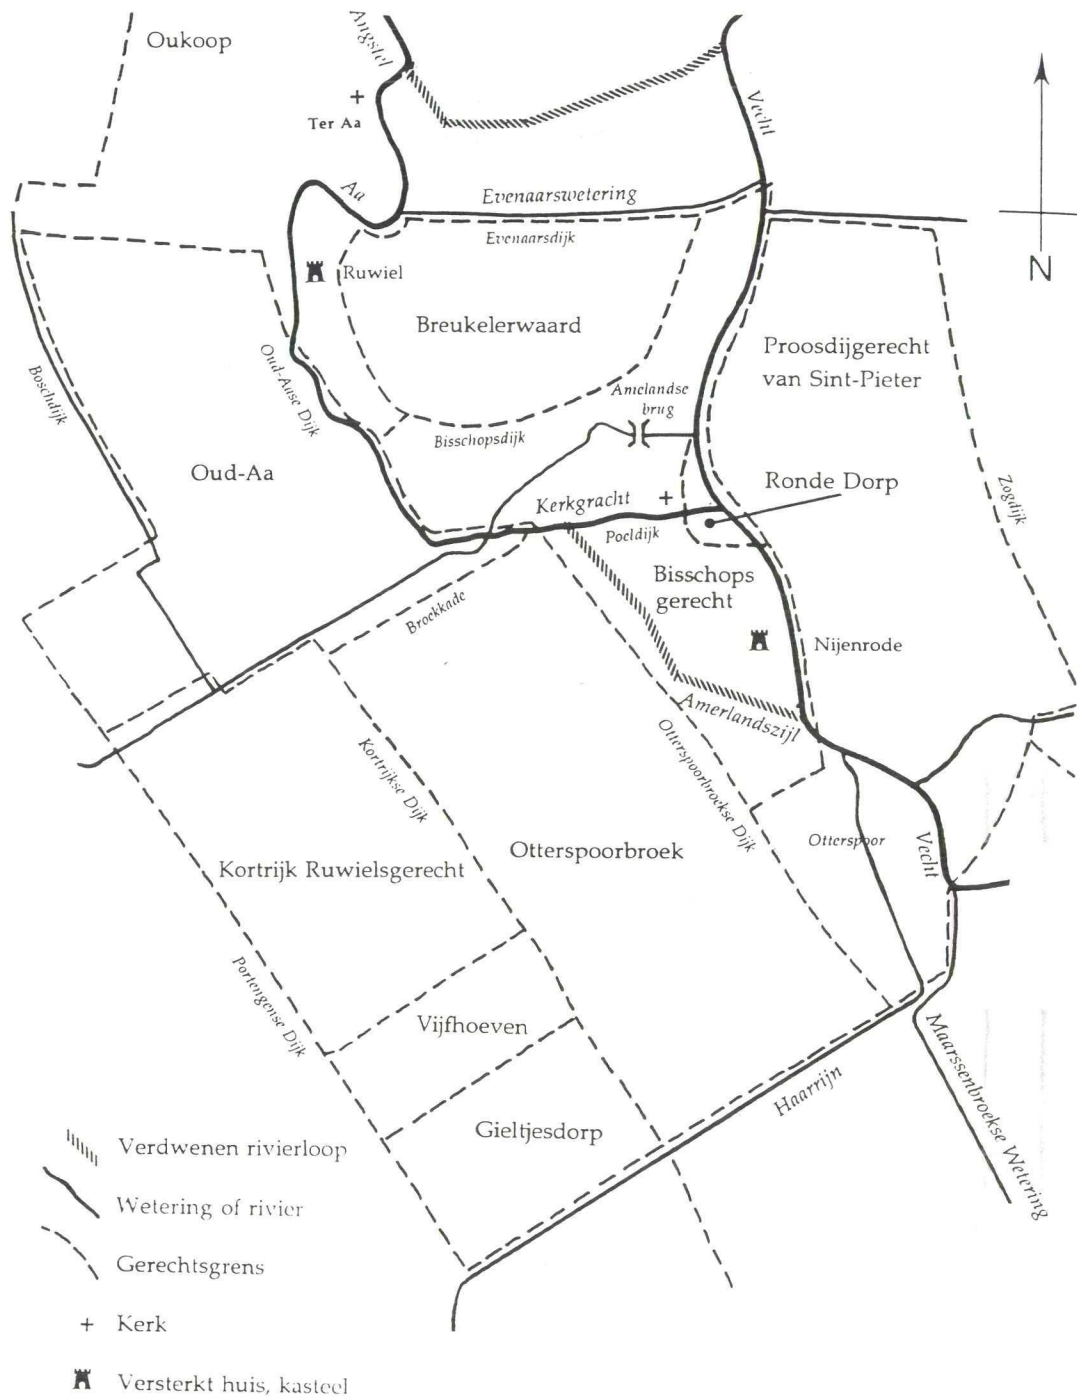 Oukoop
Angstel
Ter Aa
Vecht
Aa
Evenaarswetering
Evenaarsdijk
N
Ruwiel
Breukelerwaard
Proosdijgerecht
van Sint-Pieter
Boschdijk
Oud-Aase Dijk
Amelandse
brug
Bisschopsdijk
Oud-Aa
Ronde Dorp
Zogdijk
Kerkgracht
Poeldijk
Bisschops
gerecht
Broekkade
Nijenrode
Amerlandszijl
Kortrijkse Dijk
Otterspoorbroekse Dijk
Otterspoorbroek
Otterspoor
Vecht
Kortrijk Ruwielsgerecht
Portengense Dijk
Vijfhoeven
Maarssenbroekse Wetering
Haarrijn
Gieltjesdorp
Verdwenen rivierloop
Wetering of rivier
Gerechtsgrens
Kerk
Versterkt huis, kasteel